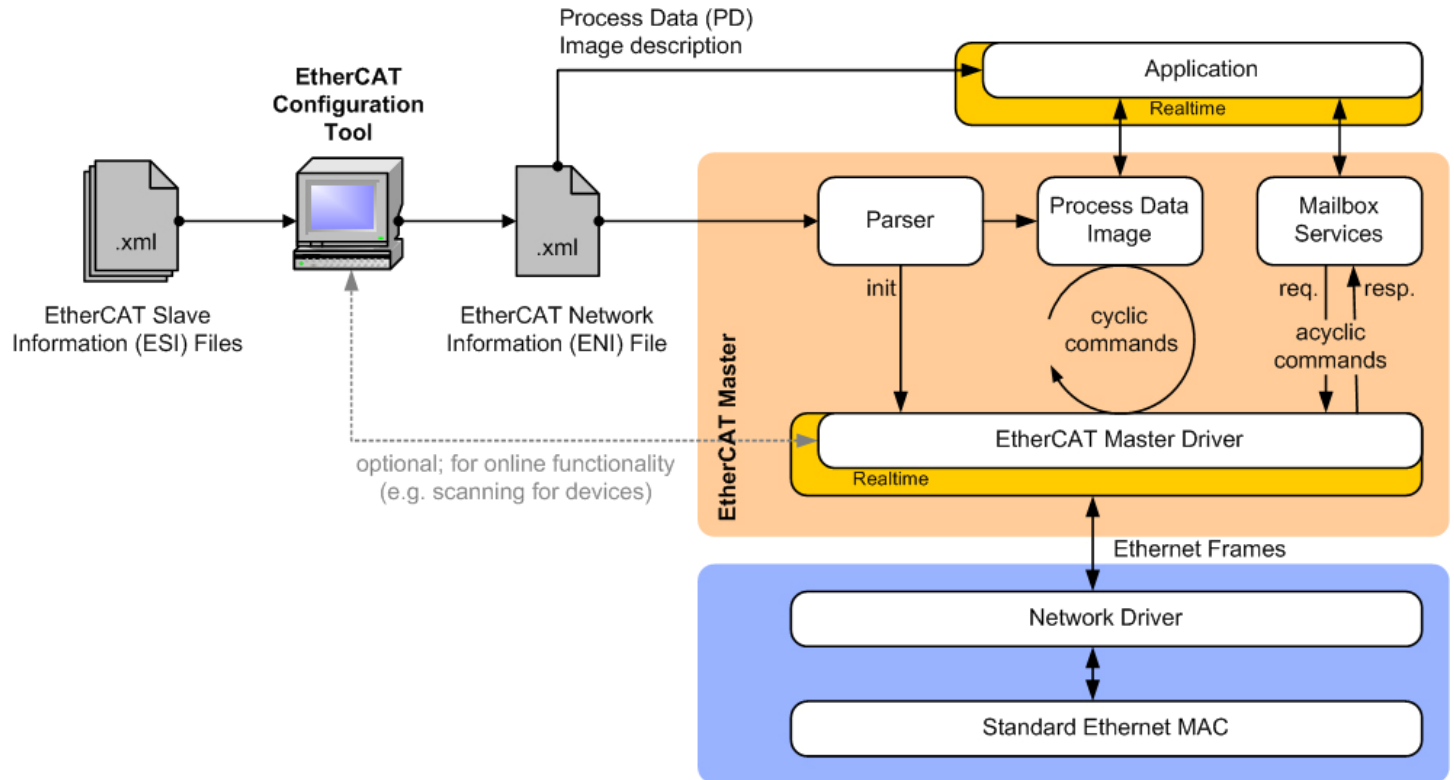 Process Data (PD)
Image description
EtherCAT
Configuration
Tool
Application
Realtime
.xml
.xml
Parser
Process Data
Image
Mailbox
Services
EtherCAT Slave
Information (ESI) Files
EtherCAT Network
Information (ENI) File
init
cyclic
commands
req.
resp.
acyclic
commands
EtherCAT Master
EtherCAT Master Driver
Realtime
optional; for online functionality
(e.g. scanning for devices)
Ethernet Frames
Network Driver
Standard Ethernet MAC